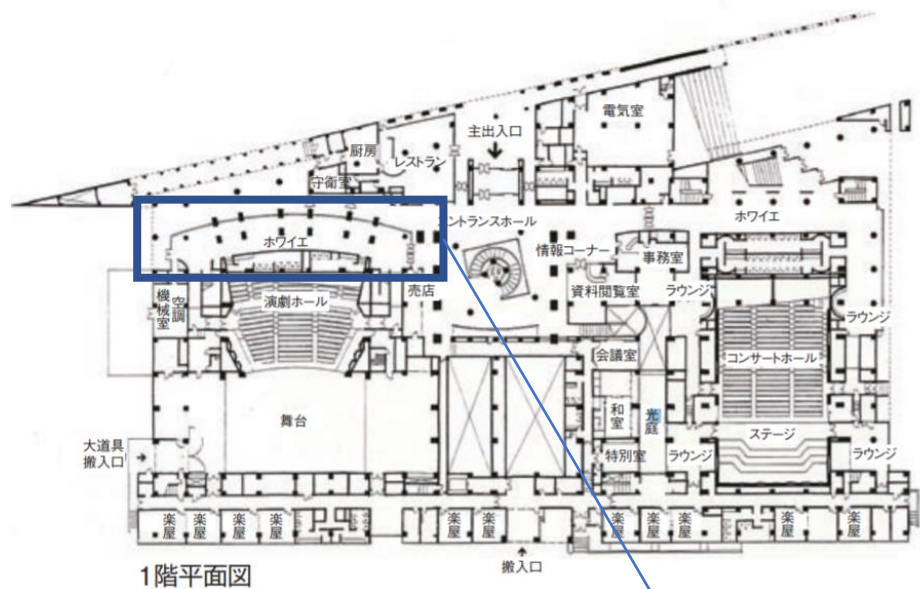 電気室
主出入口
厨房
レストラン
守衛室
エントランスホール
ホワイエ
ホワイエ
情報コーナー
事務室
売店
資料閲覧室
ラウンジ
空調
機械室
演劇ホール
ラウンジ
会議室
コンサートホール
舞台
和室
光庭
ステージ
大道具
搬入口
特別室
ラウンジ
ラウンジ
楽屋
楽屋
楽屋
楽屋
楽屋
楽屋
楽屋
楽屋
楽屋
楽屋
楽屋
搬入口
1階平面図